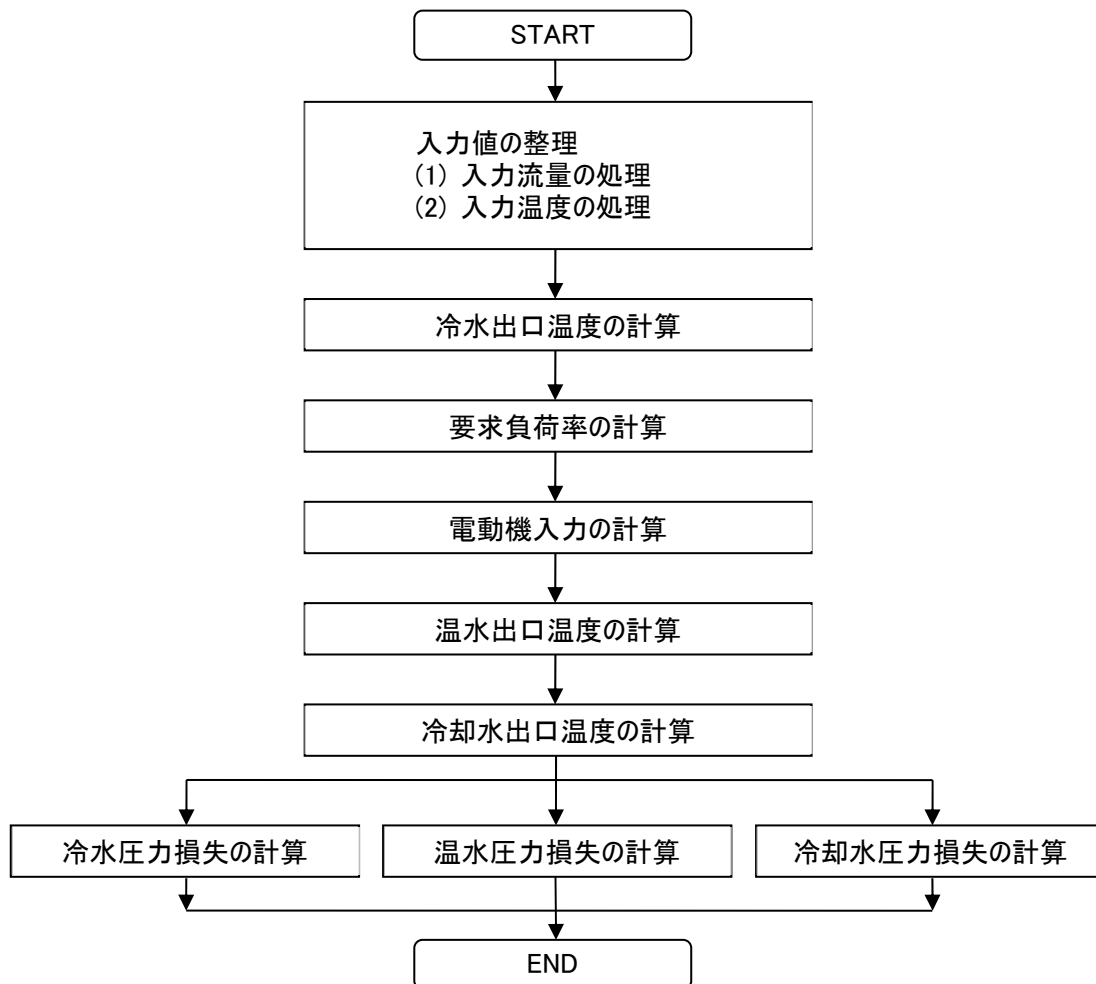 START
入力値の整理
(1) 入力流量の処理
(2) 入力温度の処理
冷水出口温度の計算
要求負荷率の計算
電動機入力の計算
温水出口温度の計算
冷却水出口温度の計算
冷水圧力損失の計算
温水圧力損失の計算
冷却水圧力損失の計算
END